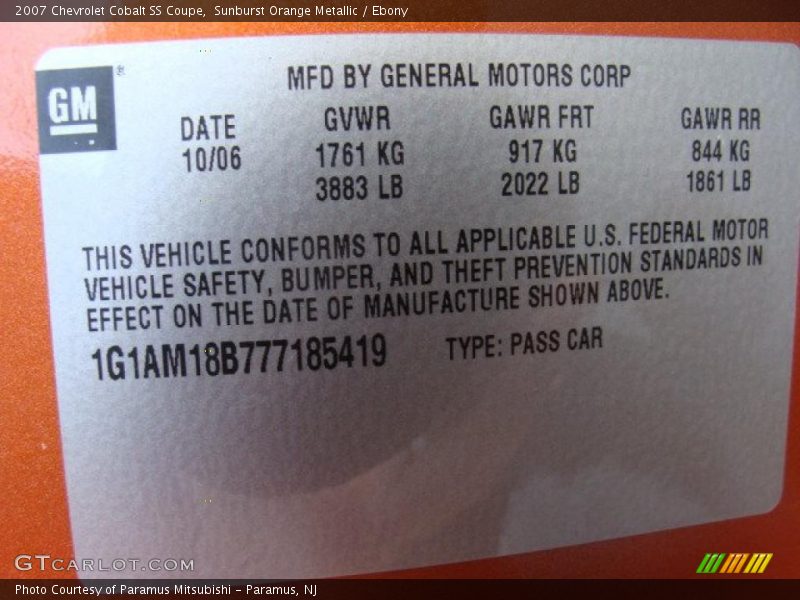 2007 Chevrolet Cobalt SS Coupe,  Sunburst Orange Metallic / Ebony
GM
MFD BY GENERAL MOTORS CORP
DATE GVWR GAWR FRT GAWR RR
10/06 1761 KG 917 KG 844 KG
3883 LB 2022 LB 1861 LB
THIS VEHICLE CONFORMS TO ALL APPLICABLE U.S. FEDERAL MOTOR
VEHICLE SAFETY, BUMPER, AND THEFT PREVENTION STANDARDS IN
EFFECT ON THE DATE OF MANUFACTURE SHOWN ABOVE.
1G1AM18B777185419 TYPE: PASS CAR
GTCARLOT.COM
Photo Courtesy of Paramus Mitsubishi - Paramus, NJ